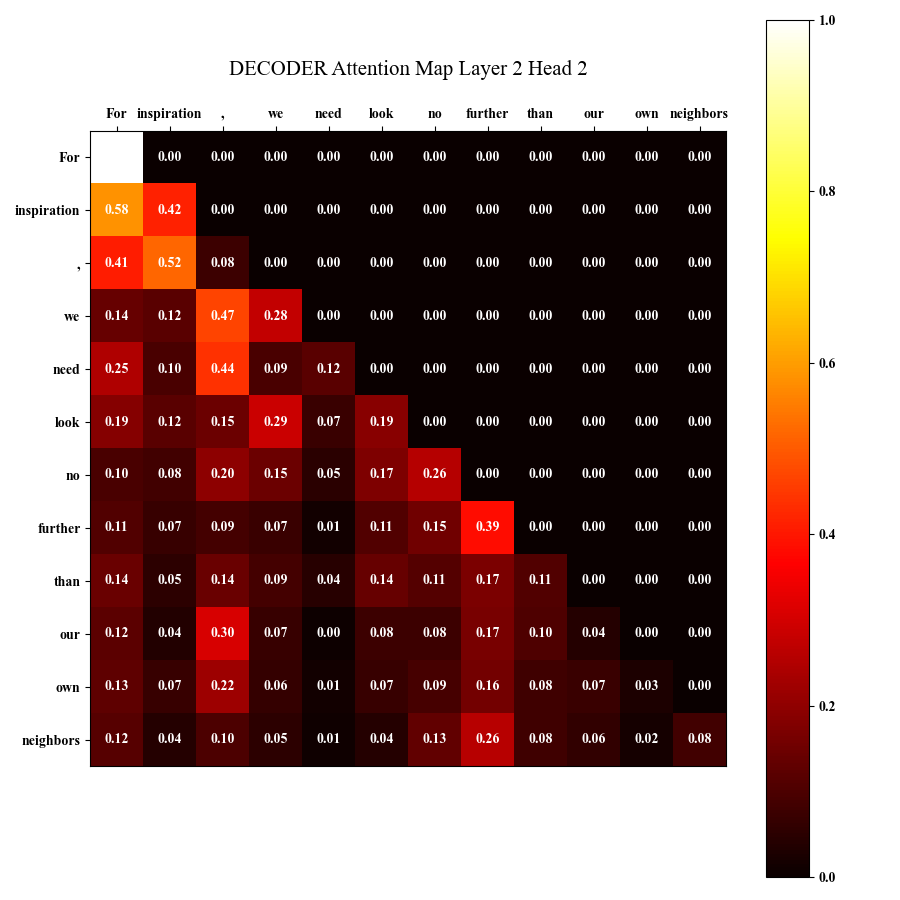 DECODER Attention Map Layer 2 Head 2
For inspiration , we need look no further than our own neighbors
For 0.00 0.00 0.00 0.00 0.00 0.00 0.00 0.00 0.00 0.00 0.00
inspiration 0.58 0.42 0.00 0.00 0.00 0.00 0.00 0.00 0.00 0.00 0.00 0.00
, 0.41 0.52 0.08 0.00 0.00 0.00 0.00 0.00 0.00 0.00 0.00 0.00
we 0.14 0.12 0.47 0.28 0.00 0.00 0.00 0.00 0.00 0.00 0.00 0.00
need 0.25 0.10 0.44 0.09 0.12 0.00 0.00 0.00 0.00 0.00 0.00 0.00
look 0.19 0.12 0.15 0.29 0.07 0.19 0.00 0.00 0.00 0.00 0.00 0.00
no 0.10 0.08 0.20 0.15 0.05 0.17 0.26 0.00 0.00 0.00 0.00 0.00
further 0.11 0.07 0.09 0.07 0.01 0.11 0.15 0.39 0.00 0.00 0.00 0.00
than 0.14 0.05 0.14 0.09 0.04 0.14 0.11 0.17 0.11 0.00 0.00 0.00
our 0.12 0.04 0.30 0.07 0.00 0.08 0.08 0.17 0.10 0.04 0.00 0.00
own 0.13 0.07 0.22 0.06 0.01 0.07 0.09 0.16 0.08 0.07 0.03 0.00
neighbors 0.12 0.04 0.10 0.05 0.01 0.04 0.13 0.26 0.08 0.06 0.02 0.08
1.0
0.8
0.6
0.4
0.2
0.0